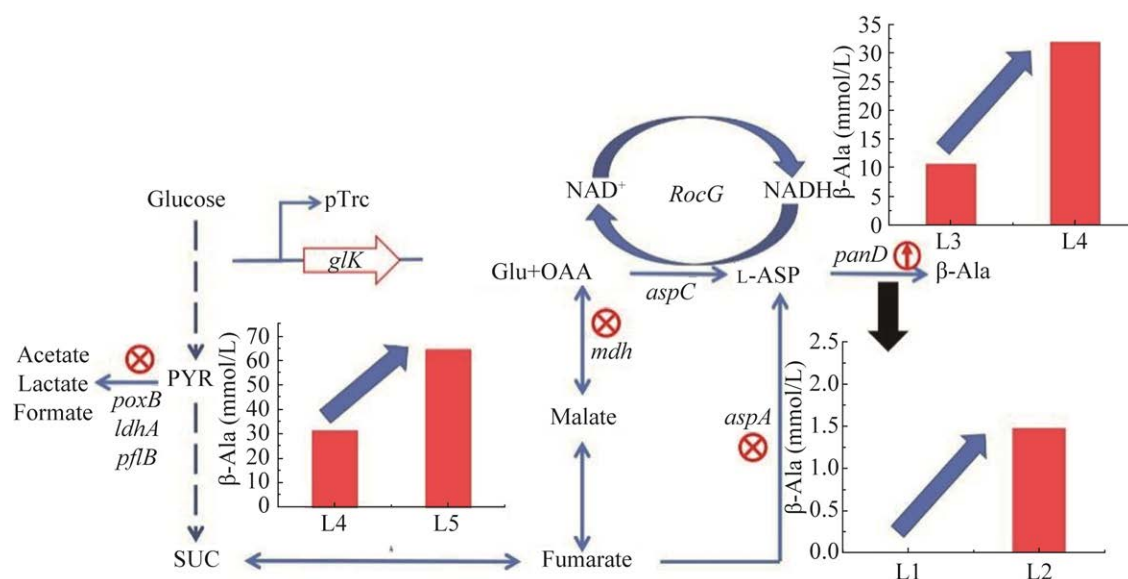 35
30
25
20
15
10
5
0
β-Ala (mmol/L)
L3
L4
NAD⁺
RocG
NADH
Glucose
pTrc
glK
Glu+OAA
aspC
L-ASP
panD
β-Ala
mdh
Acetate
Lactate
Formate
PYR
poxB
ldhA
pflB
70
60
50
40
30
20
10
0
β-Ala (mmol/L)
L4
L5
Malate
aspA
2.5
2.0
1.5
1.0
0.5
0.0
β-Ala (mmol/L)
L1
L2
SUC
Fumarate